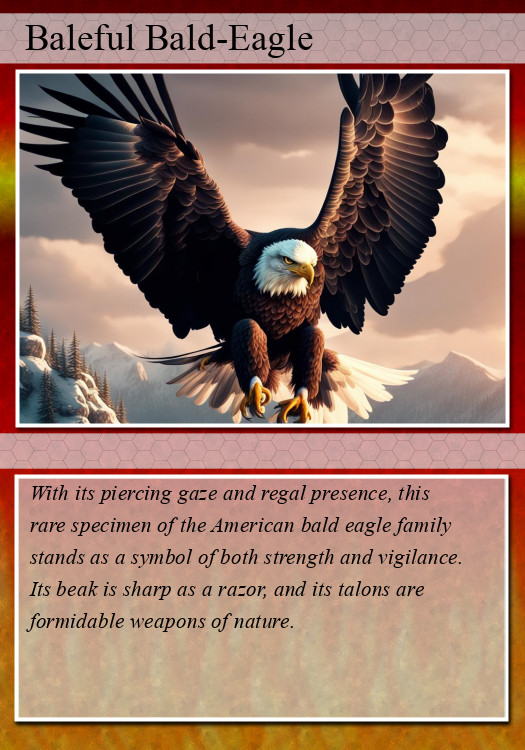 Baleful Bald-Eagle
With its piercing gaze and regal presence, this
rare specimen of the American bald eagle family
stands as a symbol of both strength and vigilance.
Its beak is sharp as a razor, and its talons are
formidable weapons of nature.